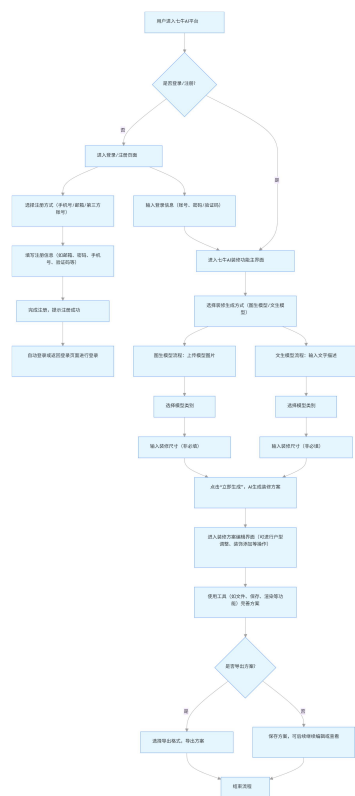 用户进入七牛AI平台
是否登录/注册?
否
是
进入登录/注册页面
选择注册方式（手机号/邮箱/第三方
账号）
输入登录信息（账号、密码/验证码）
填写注册信息（如邮箱、密码、手机
号、验证码等）
进入七牛AI装修功能主界面
完成注册，提示注册成功
选择装修生成方式（图生模型/文生模
型）
自动登录或返回登录页面进行登录
图生模型流程：上传模型图片
文生模型流程：输入文字描述
选择模型类别
选择模型类别
输入装修尺寸（非必填）
输入装修尺寸（非必填）
点击“立即生成”，AI生成装修方案
进入装修方案编辑界面（可进行户型
调整、装饰添加等操作）
使用工具（如文件、保存、渲染等功
能）完善方案
是否导出方案?
是
否
选择导出格式，导出方案
保存方案，可后续继续编辑或查看
结束流程